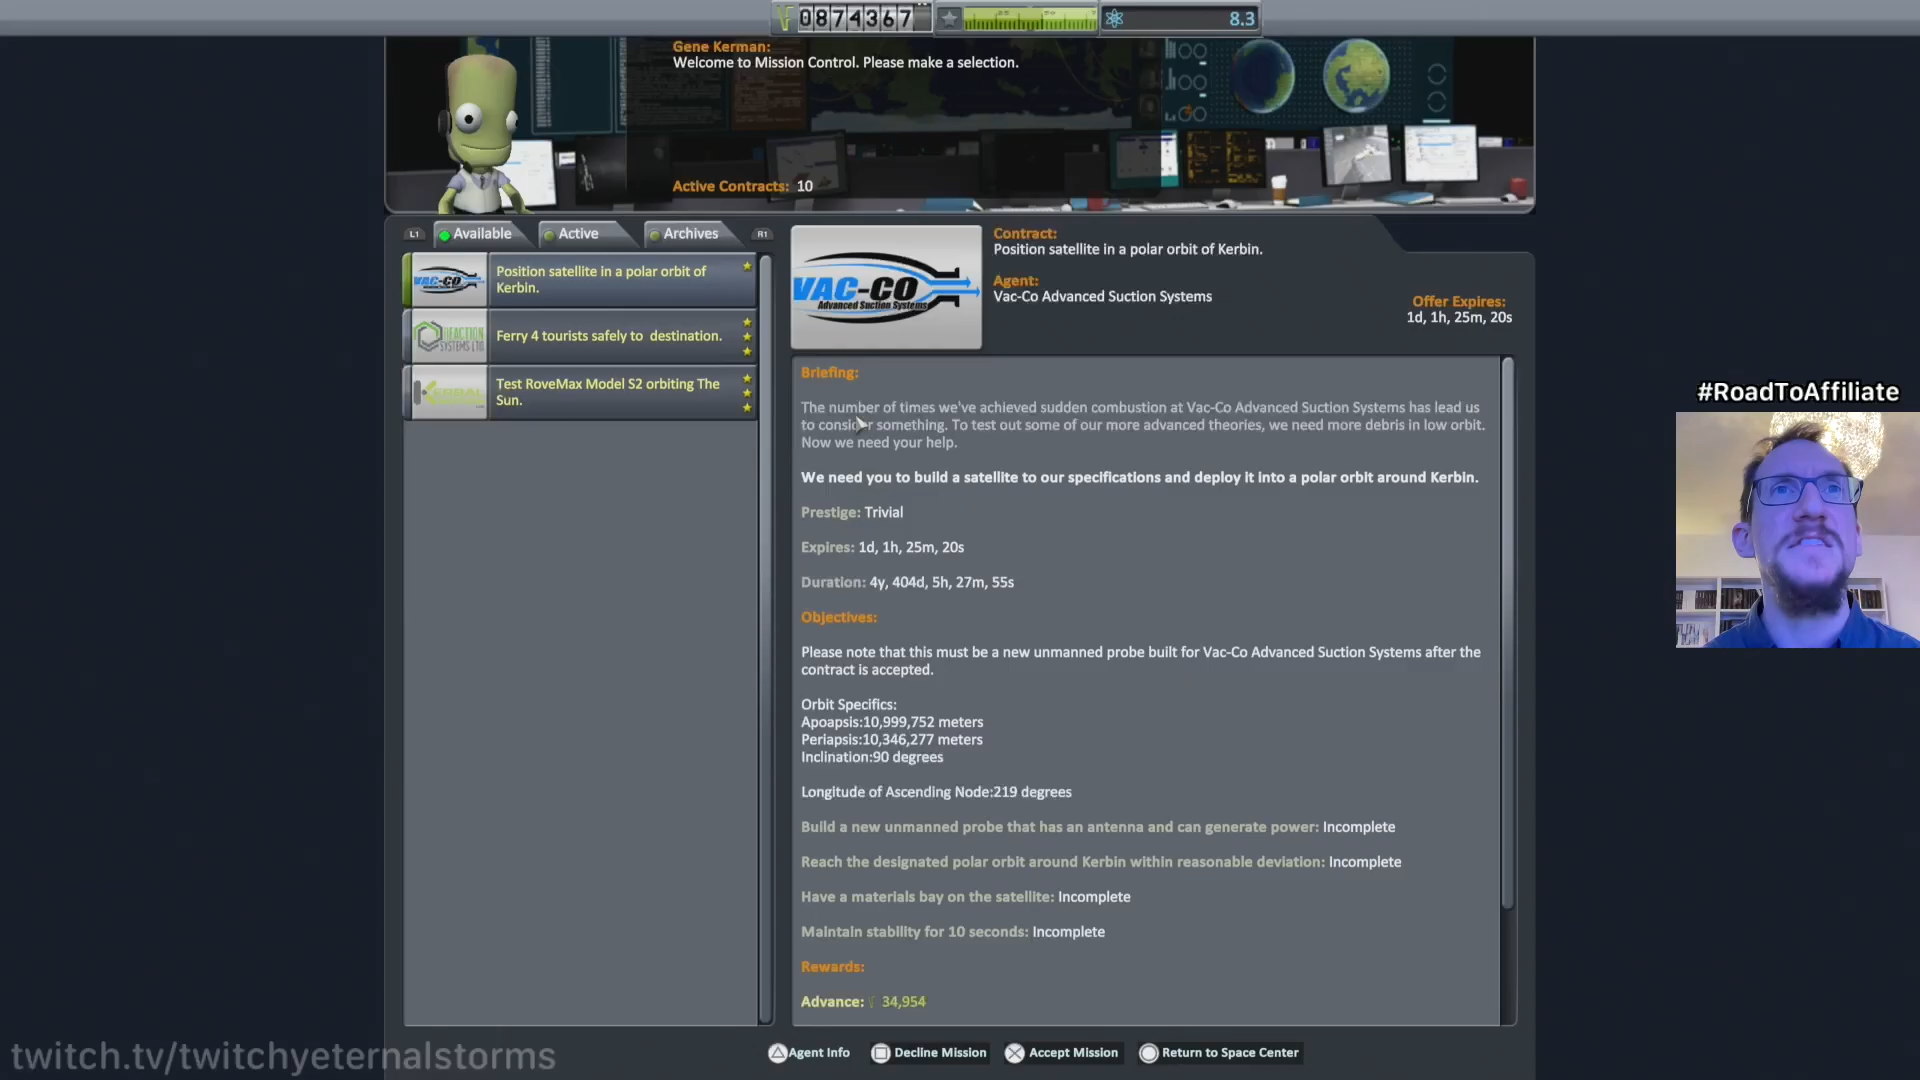 0874367
8.3
Gene Kerman:
Welcome to Mission Control. Please make a selection.
Active Contracts: 10
L1
Available
Active
Archives
R1
VAC-CO
Position satellite in a polar orbit of
Kerbin.
Ferry 4 tourists safely to destination.
Test RoveMax Model S2 orbiting The
Sun.
VAC-CO
Advanced Suction Systems
Contract:
Position satellite in a polar orbit of Kerbin.
Agent:
Vac-Co Advanced Suction Systems
Offer Expires:
1d, 1h, 25m, 20s
Briefing:
The number of times we've achieved sudden combustion at Vac-Co Advanced Suction Systems has lead us
to consider something. To test out some of our more advanced theories, we need more debris in low orbit.
Now we need your help.
We need you to build a satellite to our specifications and deploy it into a polar orbit around Kerbin.
Prestige: Trivial
Expires: 1d, 1h, 25m, 20s
Duration: 4y, 404d, 5h, 27m, 55s
Objectives:
Please note that this must be a new unmanned probe built for Vac-Co Advanced Suction Systems after the
contract is accepted.
Orbit Specifics:
Apoapsis:10,999,752 meters
Periapsis:10,346,277 meters
Inclination:90 degrees
Longitude of Ascending Node:219 degrees
Build a new unmanned probe that has an antenna and can generate power: Incomplete
Reach the designated polar orbit around Kerbin within reasonable deviation: Incomplete
Have a materials bay on the satellite: Incomplete
Maintain stability for 10 seconds: Incomplete
Rewards:
Advance: 34,954
Agent Info
Decline Mission
Accept Mission
Return to Space Center
#RoadToAffiliate
twitch.tv/twitchyeternalstorms